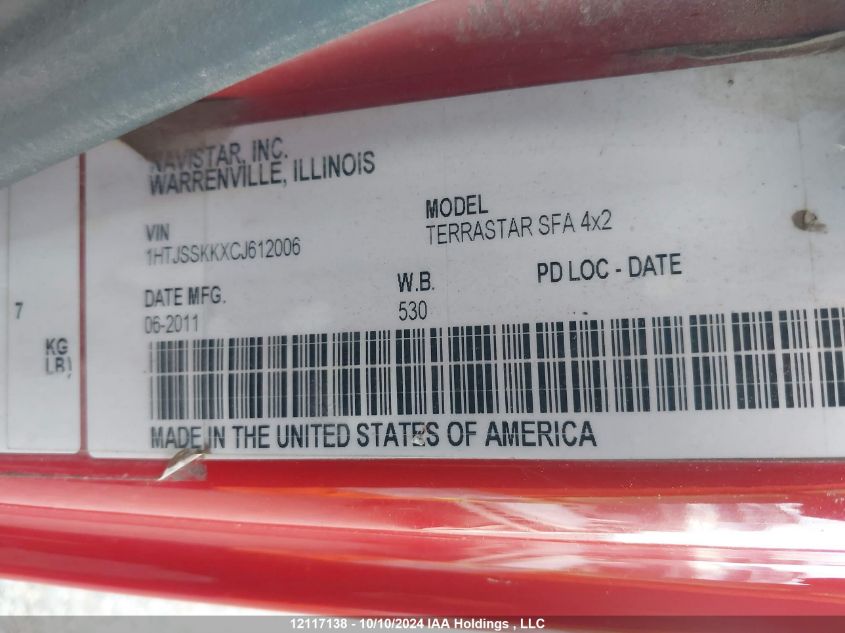 NAVISTAR, INC.
WARRENVILLE, ILLINOIS
VIN
1HTJSSKKXCJ612006
MODEL
TERRASTAR SFA 4x2
DATE MFG.
06-2011
W.B.
530
PD LOC - DATE
7
KG
LB)
MADE IN THE UNITED STATES OF AMERICA
12117138 - 10/10/2024 IAA Holdings , LLC